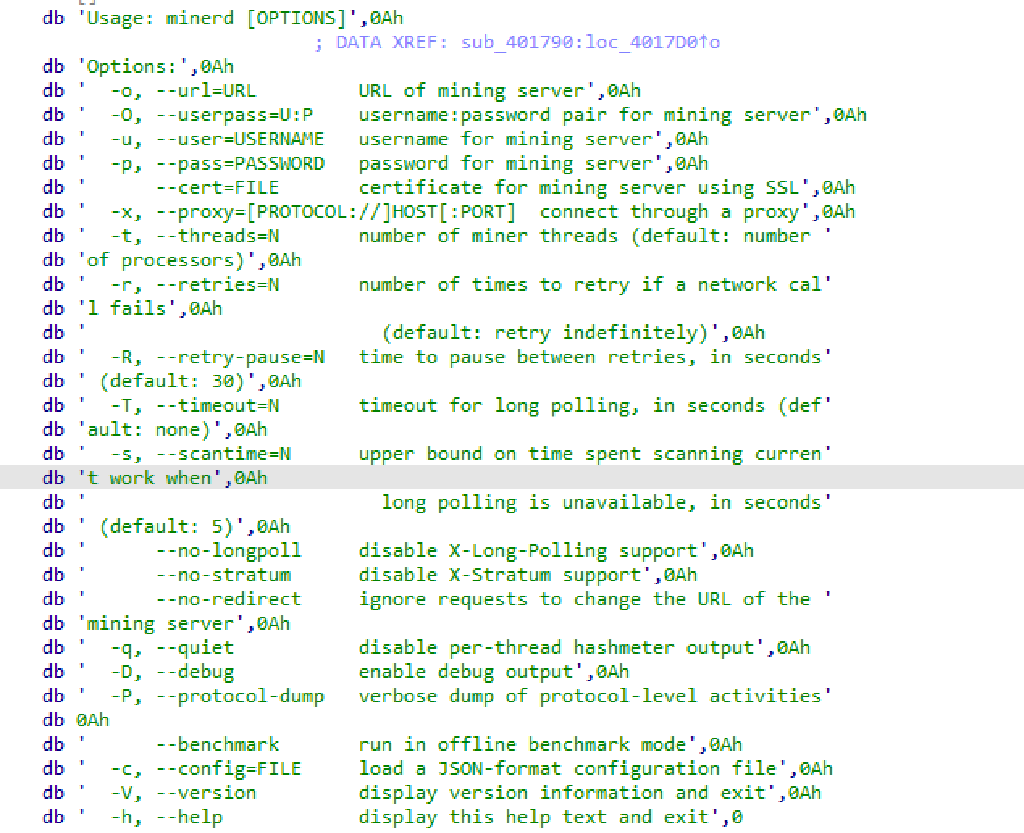 db 'Usage: minerd [OPTIONS]',0Ah
; DATA XREF: sub_401790:loc_4017D0↑o
db 'Options:',0Ah
db '  -o, --url=URL         URL of mining server',0Ah
db '  -O, --userpass=U:P    username:password pair for mining server',0Ah
db '  -u, --user=USERNAME   username for mining server',0Ah
db '  -p, --pass=PASSWORD   password for mining server',0Ah
db '      --cert=FILE       certificate for mining server using SSL',0Ah
db '  -x, --proxy=[PROTOCOL://]HOST[:PORT]  connect through a proxy',0Ah
db '  -t, --threads=N       number of miner threads (default: number '
db 'of processors)',0Ah
db '  -r, --retries=N       number of times to retry if a network cal'
db 'l fails',0Ah
db '                          (default: retry indefinitely)',0Ah
db '  -R, --retry-pause=N   time to pause between retries, in seconds'
db ' (default: 30)',0Ah
db '  -T, --timeout=N       timeout for long polling, in seconds (def'
db 'ault: none)',0Ah
db '  -s, --scantime=N      upper bound on time spent scanning curren'
db 't work when',0Ah
db '                          long polling is unavailable, in seconds'
db ' (default: 5)',0Ah
db '      --no-longpoll     disable X-Long-Polling support',0Ah
db '      --no-stratum      disable X-Stratum support',0Ah
db '      --no-redirect     ignore requests to change the URL of the '
db 'mining server',0Ah
db '  -q, --quiet           disable per-thread hashmeter output',0Ah
db '  -D, --debug           enable debug output',0Ah
db '  -P, --protocol-dump   verbose dump of protocol-level activities'
db 0Ah
db '      --benchmark       run in offline benchmark mode',0Ah
db '  -c, --config=FILE     load a JSON-format configuration file',0Ah
db '  -V, --version         display version information and exit',0Ah
db '  -h, --help            display this help text and exit',0